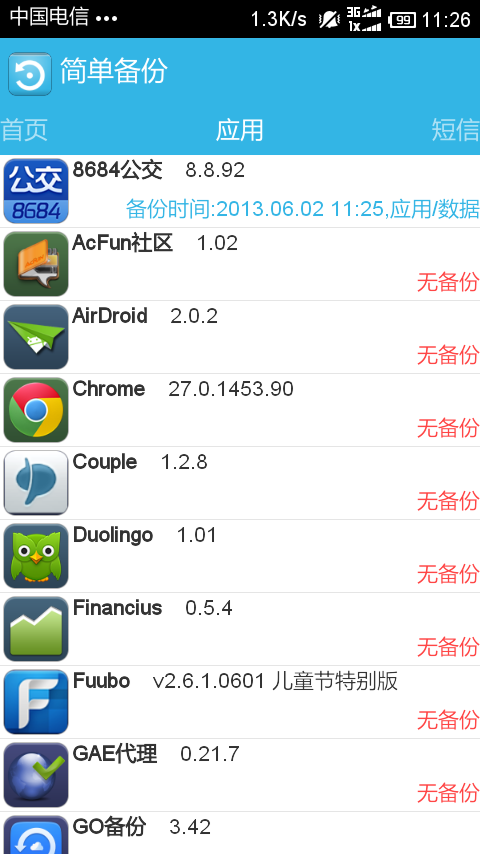 中国电信 ••• 1.3K/s 3G 1X 99 11:26
简单备份
首页 应用 短信
公交 8684
8684公交 8.8.92
备份时间:2013.06.02 11:25,应用/数据
AcFun社区 1.02
无备份
AirDroid 2.0.2
无备份
Chrome 27.0.1453.90
无备份
Couple 1.2.8
无备份
Duolingo 1.01
无备份
Financius 0.5.4
无备份
Fuubo v2.6.1.0601 儿童节特别版
无备份
GAE代理 0.21.7
无备份
GO备份 3.42